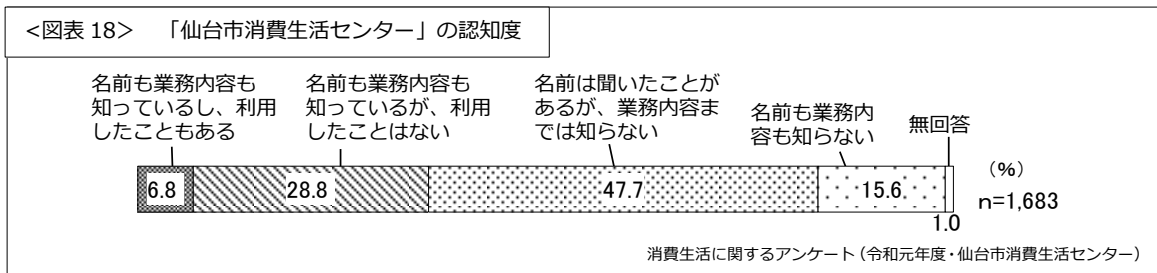 <図表 18> 「仙台市消費生活センター」の認知度
名前も業務内容も
知っているし、利用
したこともある
名前も業務内容も
知っているが、利用
したことはない
名前は聞いたことが
あるが、業務内容ま
では知らない
名前も業務内
容も知らない
無回答
6.8
28.8
47.7
15.6
1.0
(%)
n=1,683
消費生活に関するアンケート(令和元年度・仙台市消費生活センター)